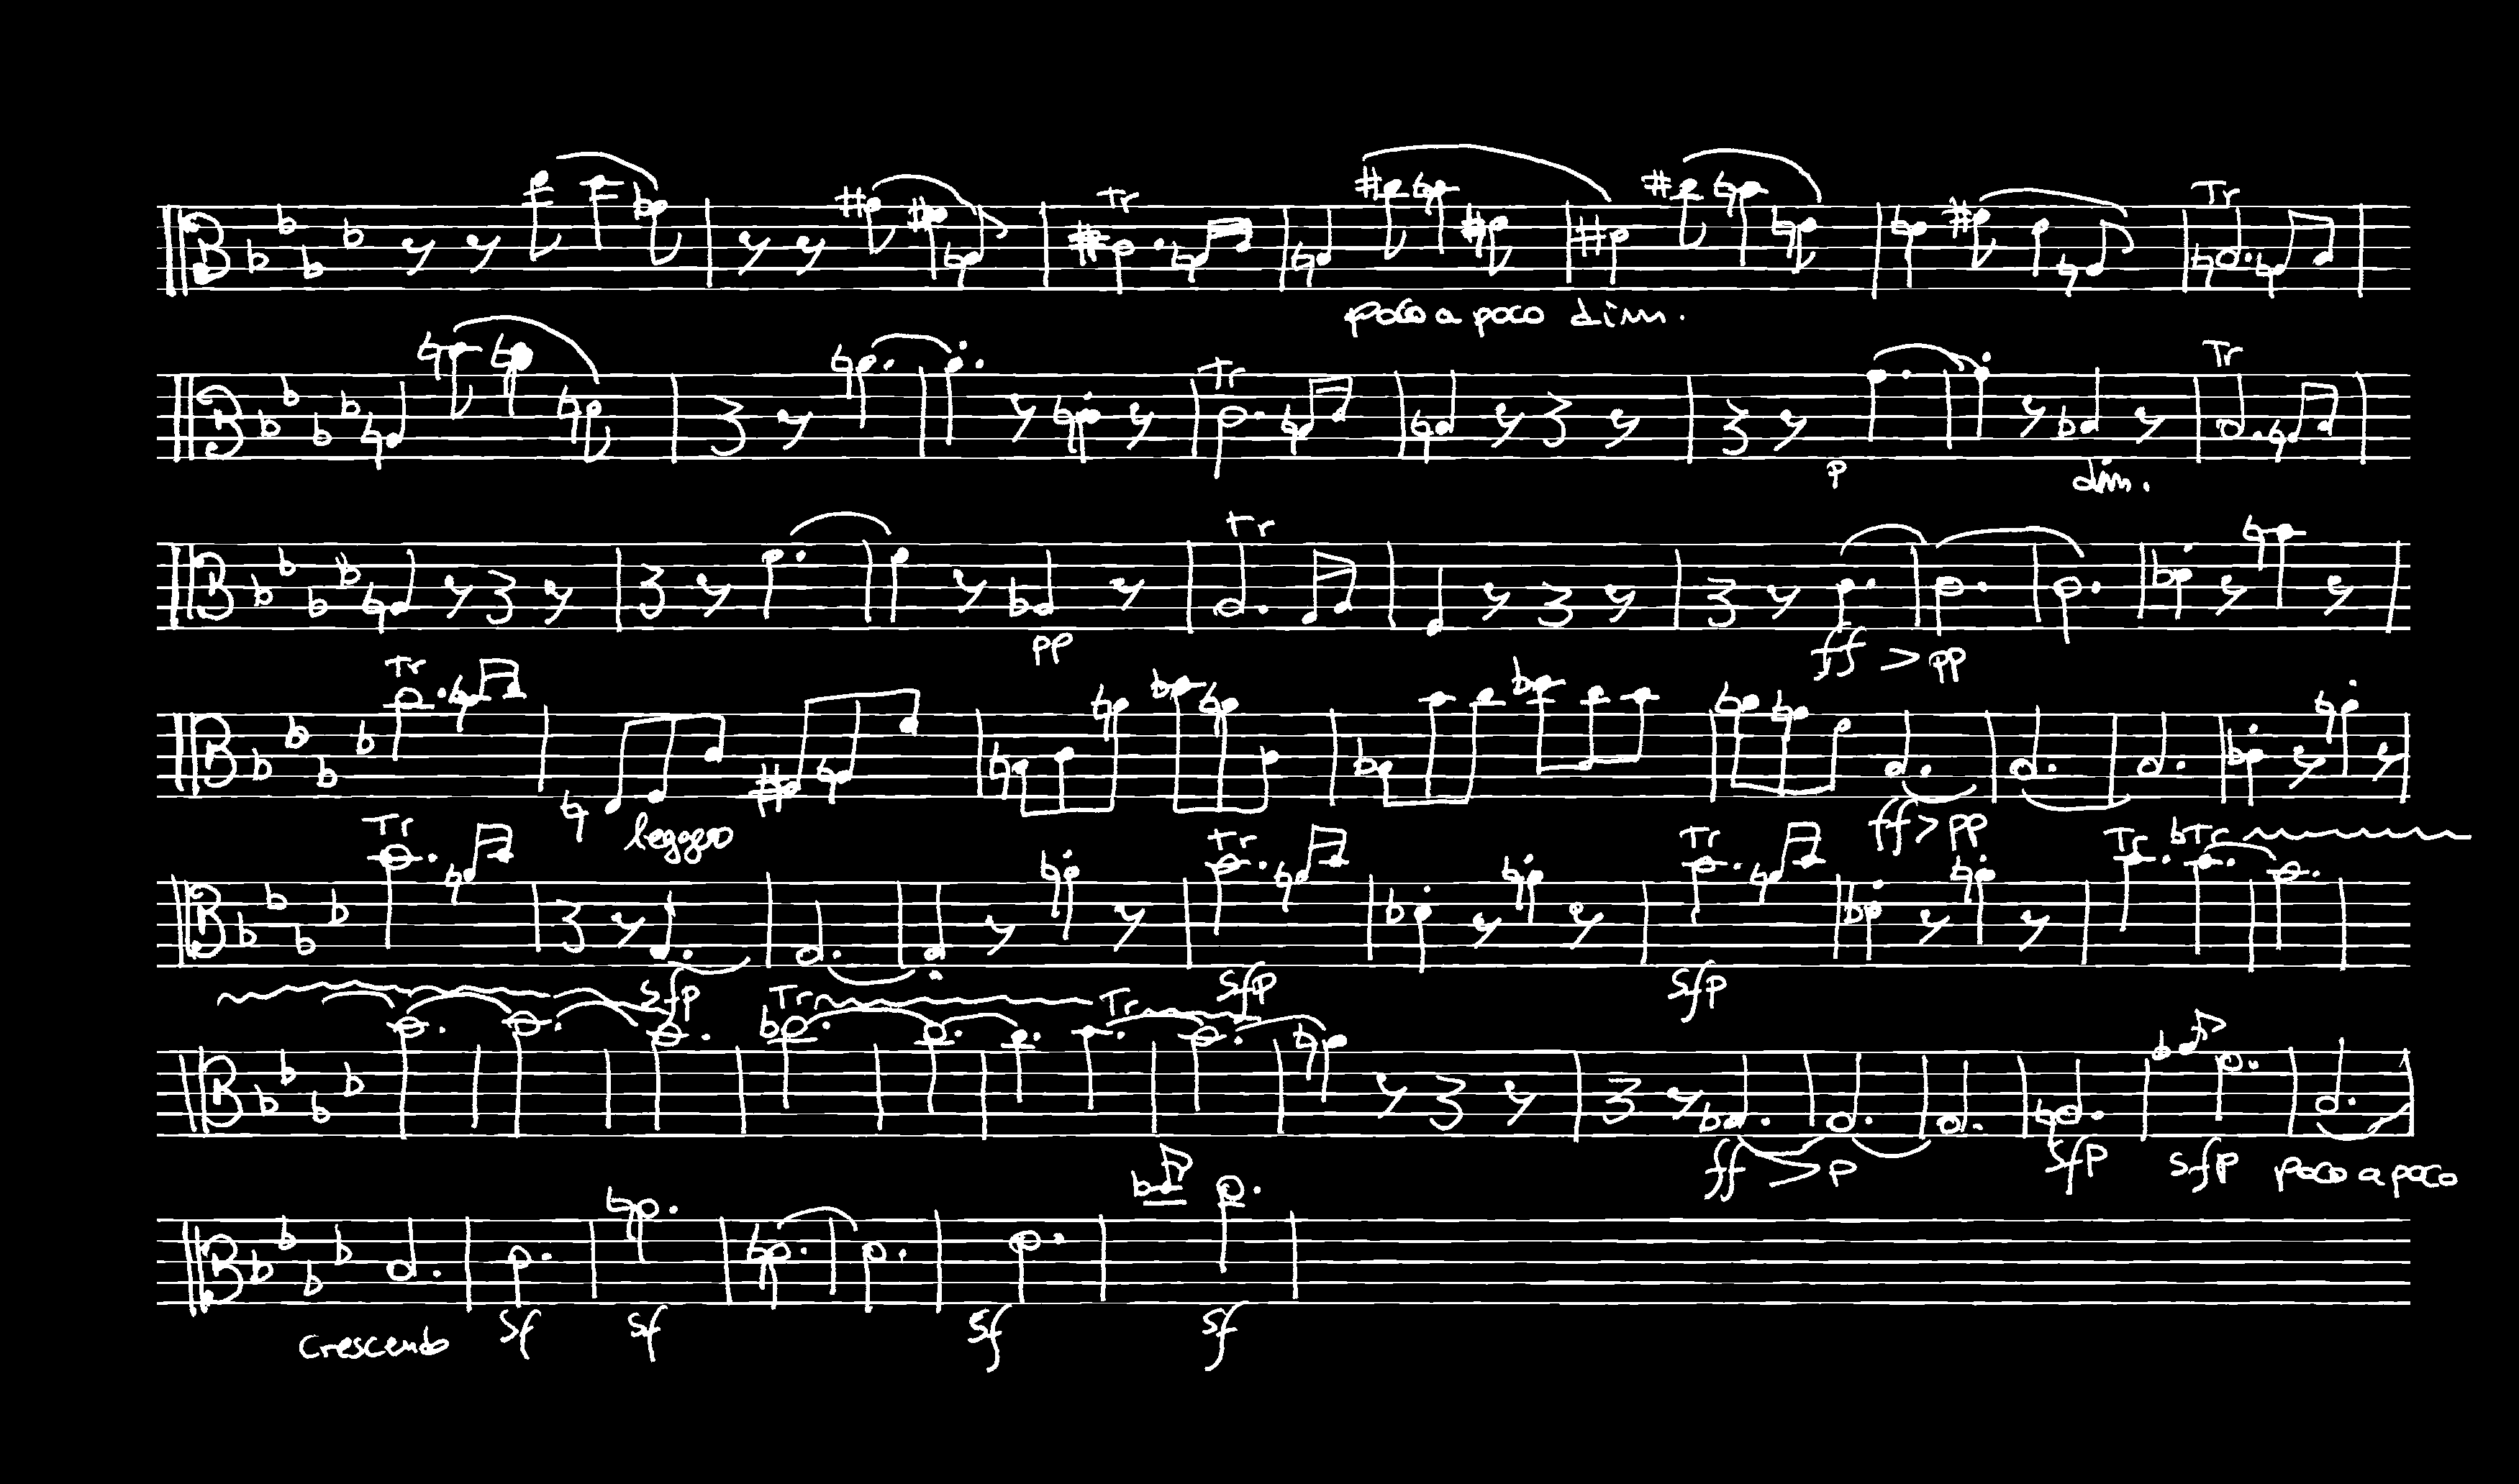 Tr Tr
poco a poco dim.
Tr Tr
p dim.
Tr
pp ff > pp
Tr
leggero ff > pp
Tr Tr Tr Tr bTr
sfp sfp sfp
Tr Tr
ff > p sfp sfp poco a poco
crescendo sf sf sf sf